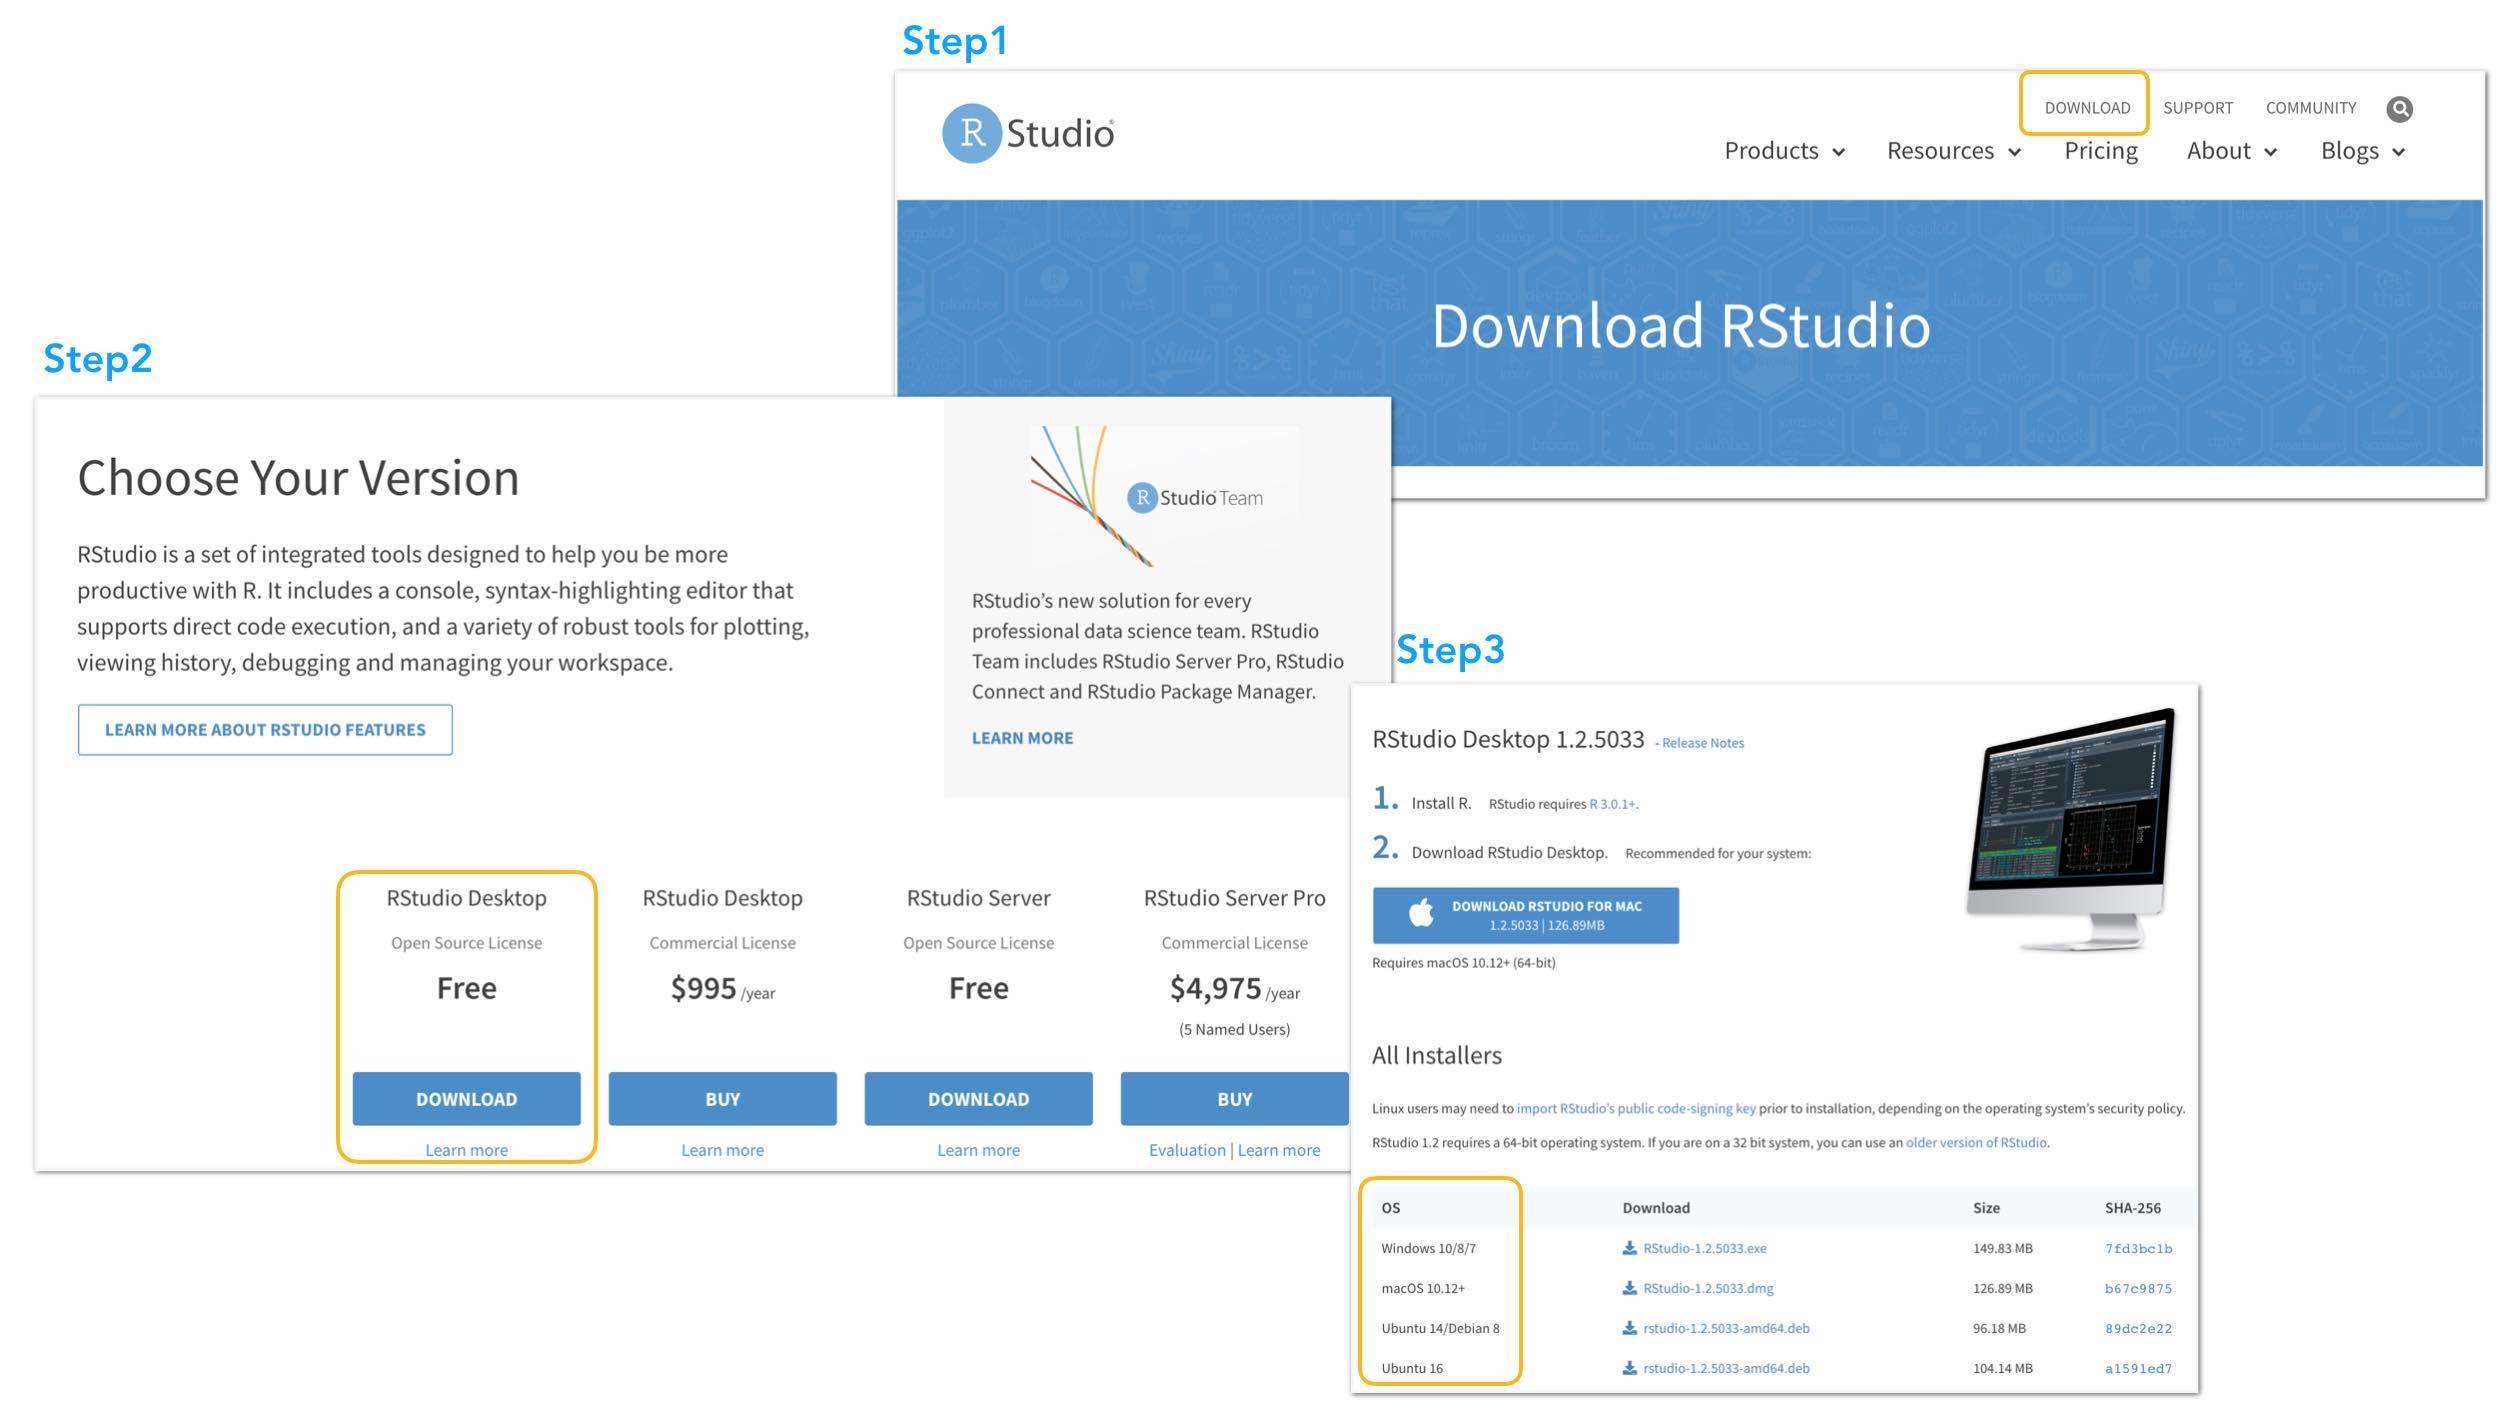 Step1
R Studio®
DOWNLOAD SUPPORT COMMUNITY
Products Resources Pricing About Blogs
Download RStudio
Step2
Choose Your Version
RStudio is a set of integrated tools designed to help you be more
productive with R. It includes a console, syntax-highlighting editor that
supports direct code execution, and a variety of robust tools for plotting,
viewing history, debugging and managing your workspace.
LEARN MORE ABOUT RSTUDIO FEATURES
R Studio Team
RStudio’s new solution for every
professional data science team. RStudio
Team includes RStudio Server Pro, RStudio
Connect and RStudio Package Manager.
LEARN MORE
RStudio Desktop RStudio Desktop RStudio Server RStudio Server Pro
Open Source License Commercial License Open Source License Commercial License
Free $995 /year Free $4,975 /year
(5 Named Users)
DOWNLOAD BUY DOWNLOAD BUY
Learn more Learn more Learn more Evaluation | Learn more
Step3
RStudio Desktop 1.2.5033 - Release Notes
1. Install R. RStudio requires R 3.0.1+.
2. Download RStudio Desktop. Recommended for your system:
DOWNLOAD RSTUDIO FOR MAC
1.2.5033 | 126.89MB
Requires macOS 10.12+ (64-bit)
All Installers
Linux users may need to import RStudio’s public code-signing key prior to installation, depending on the operating system’s security policy.
RStudio 1.2 requires a 64-bit operating system. If you are on a 32 bit system, you can use an older version of RStudio.
OS Download Size SHA-256
Windows 10/8/7 RStudio-1.2.5033.exe 149.83 MB 7fd3bc1b
macOS 10.12+ RStudio-1.2.5033.dmg 126.89 MB b67c9875
Ubuntu 14/Debian 8 rstudio-1.2.5033-amd64.deb 96.18 MB 89dc2e22
Ubuntu 16 rstudio-1.2.5033-amd64.deb 104.14 MB a1591ed7